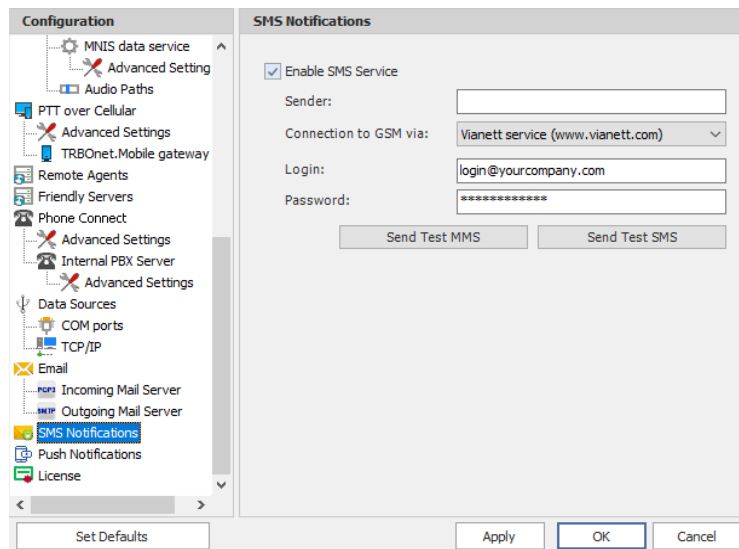 Configuration
MNIS data service
Advanced Setting
Audio Paths
PTT over Cellular
Advanced Settings
TRBOnet.Mobile gateway
Remote Agents
Friendly Servers
Phone Connect
Advanced Settings
Internal PBX Server
Advanced Settings
Data Sources
COM ports
TCP/IP
Email
POP3 Incoming Mail Server
SMTP Outgoing Mail Server
SMS Notifications
Push Notifications
License
Set Defaults
SMS Notifications
Enable SMS Service
Sender:
Connection to GSM via: Vianett service (www.vianett.com)
Login: login@yourcompany.com
Password: ************
Send Test MMS Send Test SMS
Apply OK Cancel